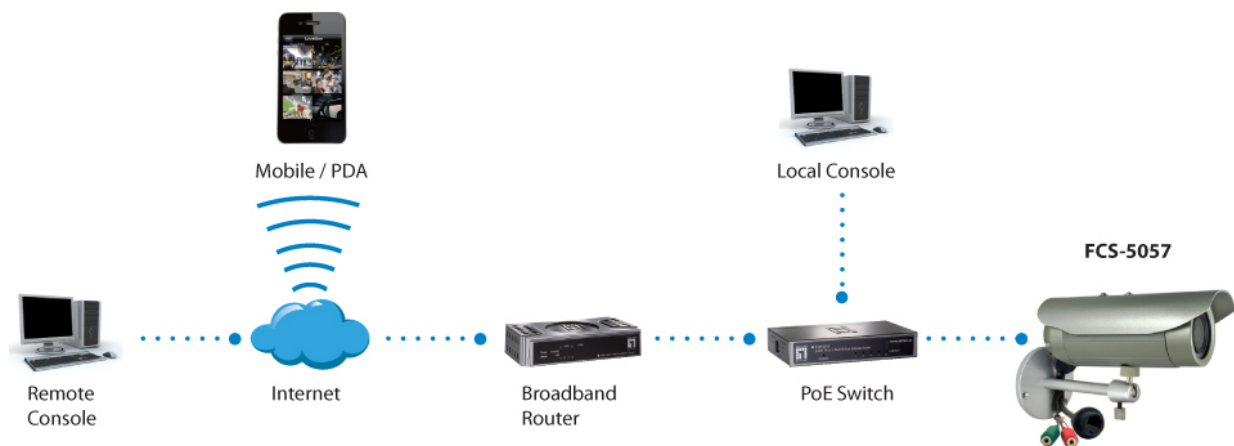 Mobile / PDA
Local Console
FCS-5057
Remote
Console
Internet
Broadband
Router
PoE Switch